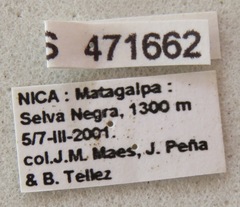 S 471662
NICA : Matagalpa :
Selva Negra, 1300 m
5/7-III-2001.
col.J.M. Maes, J. Peña
& B. Tellez